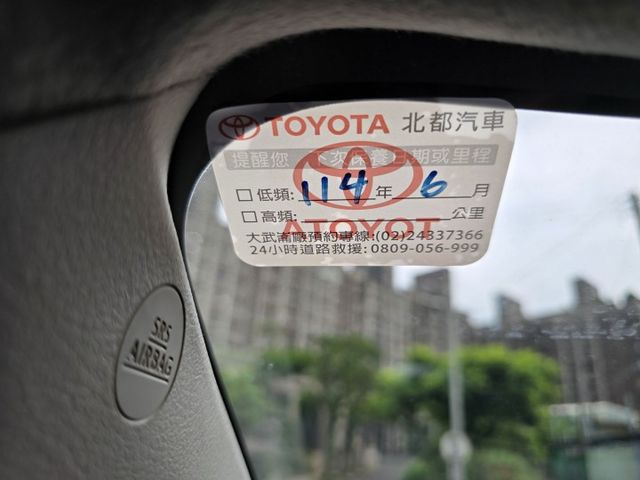 TOYOTA 北都汽車
提醒您 下次保養日期或里程
□低頻: 114 年 6 月
□高頻: 公里
TOYOTA
大武崙廠預約專線:(02)24337366
24小時道路救援: 0809-056-999
SRS
AIRBAG